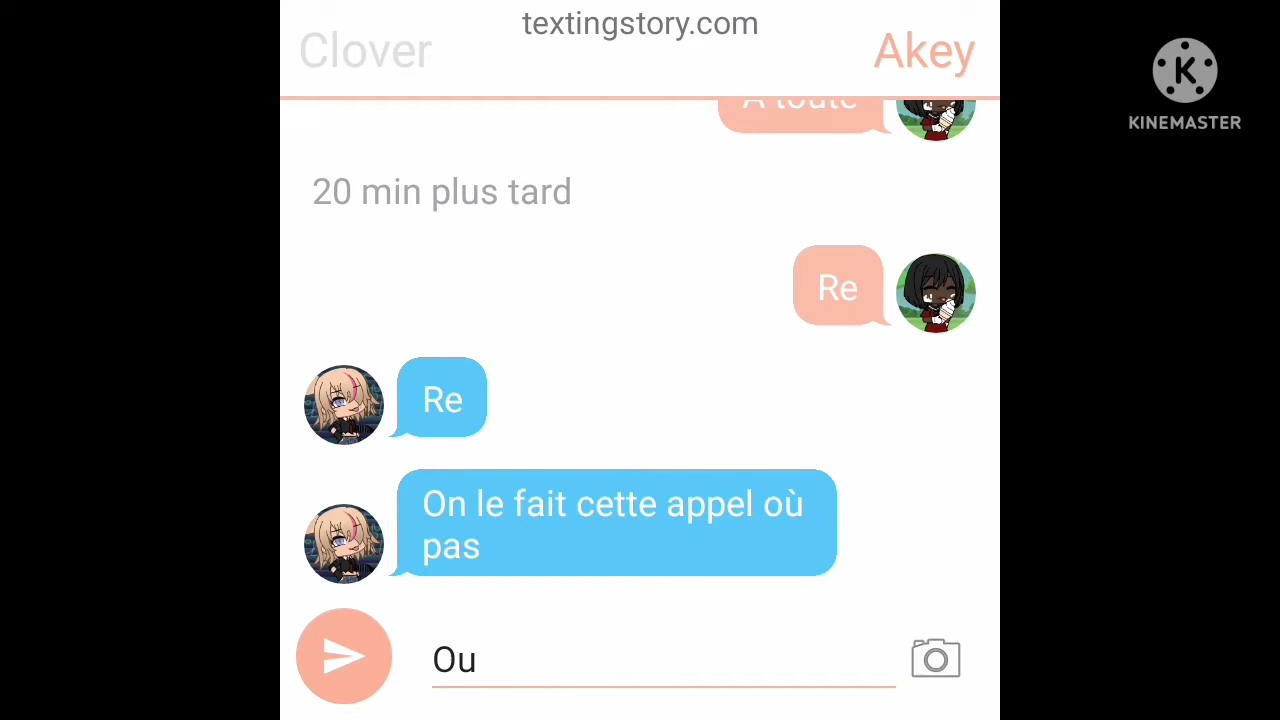 textingstory.com
Clover
Akey
A toute
20 min plus tard
Re
Re
On le fait cette appel où
pas
Ou
K
KINEMASTER